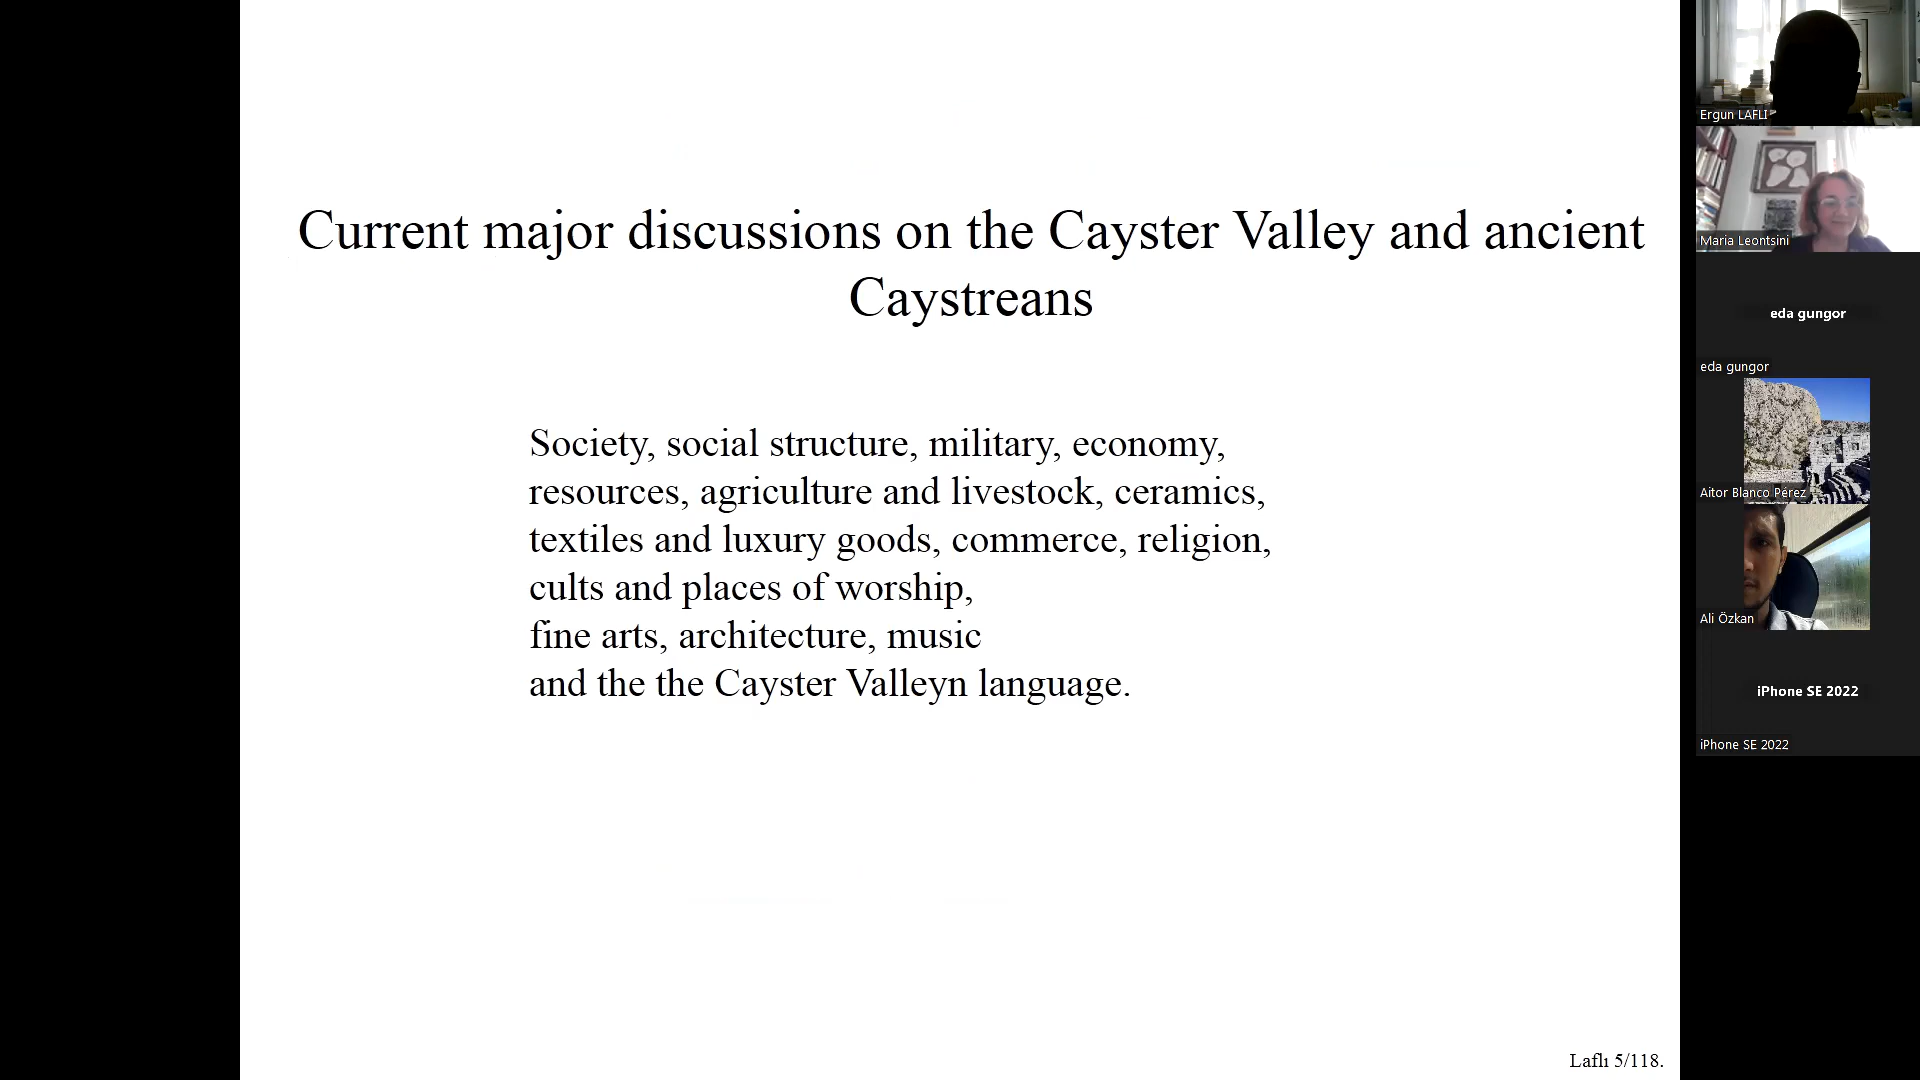 Current major discussions on the Cayster Valley and ancient
Caystreans
Society, social structure, military, economy,
resources, agriculture and livestock, ceramics,
textiles and luxury goods, commerce, religion,
cults and places of worship,
fine arts, architecture, music
and the the Cayster Valleyn language.
Laflı 5/118.
Ergun LAFLI
Maria Leontsini
eda gungor
eda gungor
Aitor Blanco Pérez
Ali Özkan
iPhone SE 2022
iPhone SE 2022